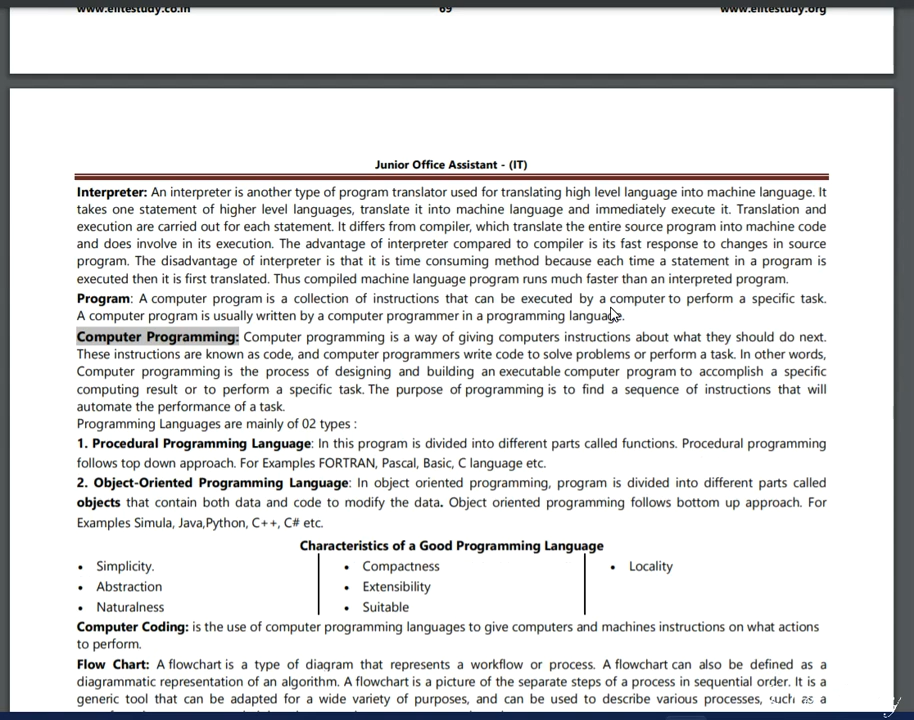 www.elitestudy.co.in 69 www.elitestudy.org
Junior Office Assistant - (IT)
Interpreter: An interpreter is another type of program translator used for translating high level language into machine language. It
takes one statement of higher level languages, translate it into machine language and immediately execute it. Translation and
execution are carried out for each statement. It differs from compiler, which translate the entire source program into machine code
and does involve in its execution. The advantage of interpreter compared to compiler is its fast response to changes in source
program. The disadvantage of interpreter is that it is time consuming method because each time a statement in a program is
executed then it is first translated. Thus compiled machine language program runs much faster than an interpreted program.
Program: A computer program is a collection of instructions that can be executed by a computer to perform a specific task.
A computer program is usually written by a computer programmer in a programming language.
Computer Programming: Computer programming is a way of giving computers instructions about what they should do next.
These instructions are known as code, and computer programmers write code to solve problems or perform a task. In other words,
Computer programming is the process of designing and building an executable computer program to accomplish a specific
computing result or to perform a specific task. The purpose of programming is to find a sequence of instructions that will
automate the performance of a task.
Programming Languages are mainly of 02 types :
1. Procedural Programming Language: In this program is divided into different parts called functions. Procedural programming
follows top down approach. For Examples FORTRAN, Pascal, Basic, C language etc.
2. Object-Oriented Programming Language: In object oriented programming, program is divided into different parts called
objects that contain both data and code to modify the data. Object oriented programming follows bottom up approach. For
Examples Simula, Java,Python, C++, C# etc.
Characteristics of a Good Programming Language
• Simplicity.
• Abstraction
• Naturalness
• Compactness
• Extensibility
• Suitable
• Locality
Computer Coding: is the use of computer programming languages to give computers and machines instructions on what actions
to perform.
Flow Chart: A flowchart is a type of diagram that represents a workflow or process. A flowchart can also be defined as a
diagrammatic representation of an algorithm. A flowchart is a picture of the separate steps of a process in sequential order. It is a
generic tool that can be adapted for a wide variety of purposes, and can be used to describe various processes, such as a